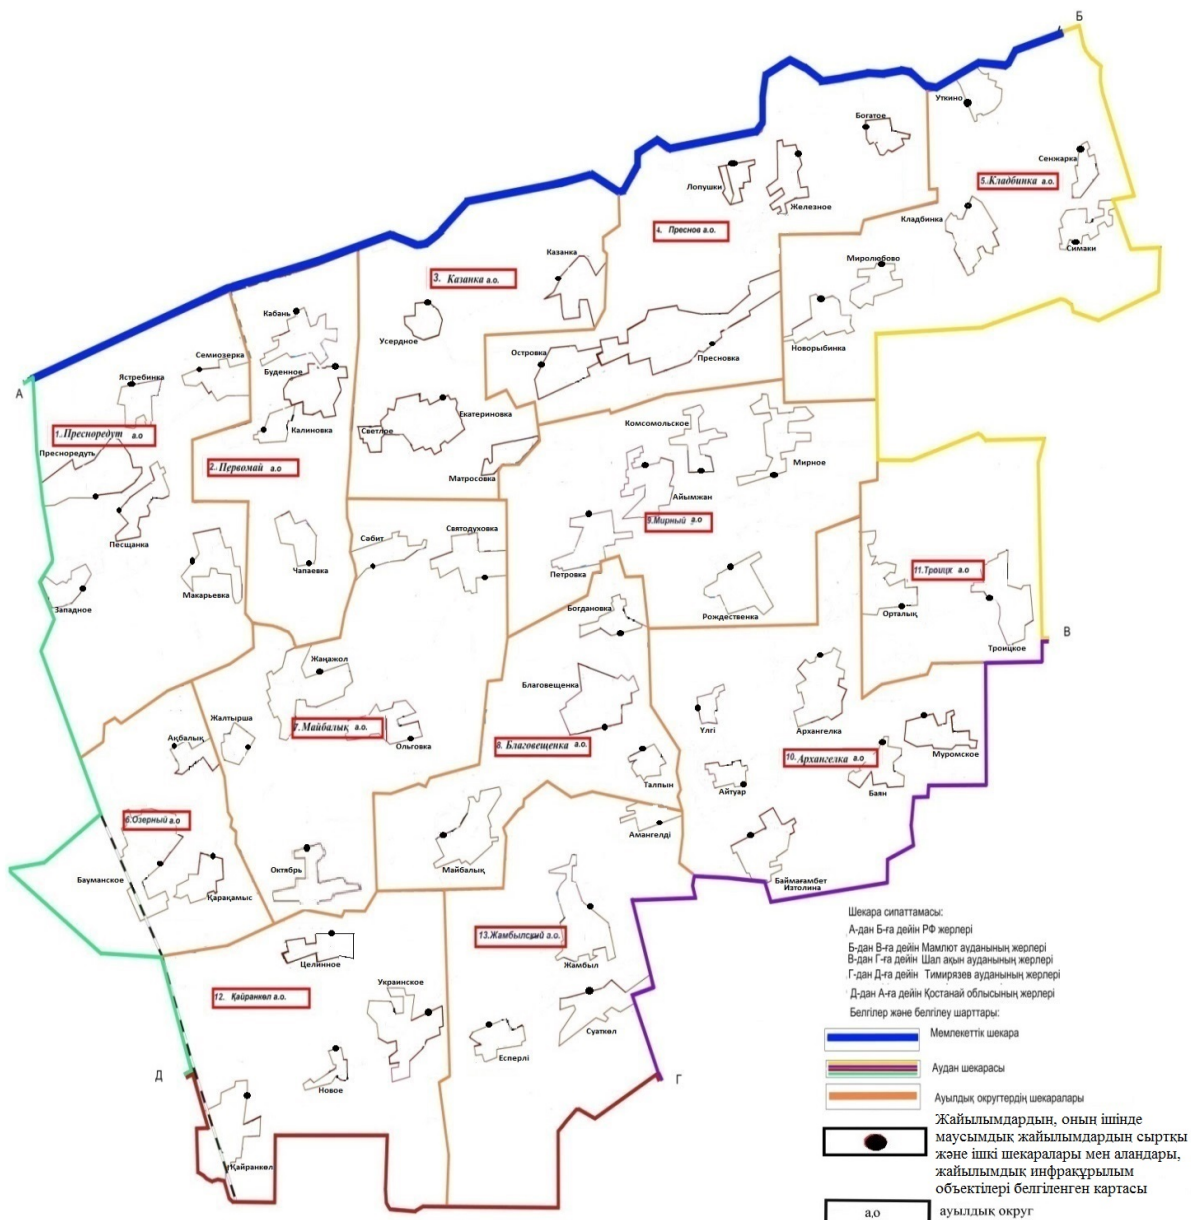 Б
Уткино
Богатое
Сенжарка
Лопушки
5.Кладбинка а.о.
Железное
Кладбинка
4. Преснов а.о.
Симаки
Казанка
Миролюбово
3. Казанка а.о.
Кабань
Усердное
Новорыбинка
Семиозерка
Островка
Пресновка
Ястребинка
Буденное
А
Екатериновка
Комсомольское
Калиновка
Светлое
1. Пресноредут а.о
Пресноредуть
Мирное
2. Первомай а.о
Матросовка
Айымжан
9.Мирный а.о
Святодуховка
Сәбит
Песщанка
Чапаевка
11.Троицк а.о
Петровка
Макарьевка
Западное
Богдановка
Рождественка
Орталық
В
Троицкое
Жаңажол
Благовещенка
Жалтырша
Ақбалық
7.Майбалық а.о.
Ольговка
Үлгі
Архангелка
8. Благовещенка а.о.
Муромское
10. Архангелка а.о
Талпын
Айтуар
Баян
6.Озерный а.о
Амангелді
Октябрь
Майбалық
Бауманское
Қарақамыс
Баймағамбет
Изтолина
13.Жамбылский а.о.
Целинное
Жамбыл
Украинское
12. Қайранкөл а.о.
Суаткөл
Есперлі
Д
Г
Новое
Қайранкөл
Шекара сипаттамасы:
А-дан Б-ға дейін РФ жерлері
Б-дан В-ға дейін Мамлют ауданының жерлері
В-дан Г-ға дейін Шал ақын ауданының жерлері
Г-дан Д-ға дейін Тимирязев ауданының жерлері
Д-дан А-ға дейін Қостанай облысының жерлері
Белгілер және белгілеу шарттары:
Мемлекеттік шекара
Аудан шекарасы
Ауылдық округтердің шекаралары
Жайылымдардың, оның ішінде
маусымдық жайылымдардың сыртқы
және ішкі шекаралары мен алаңдары,
жайылымдық инфрақұрылым
объектілері белгіленген картасы
а,о ауылдық округ